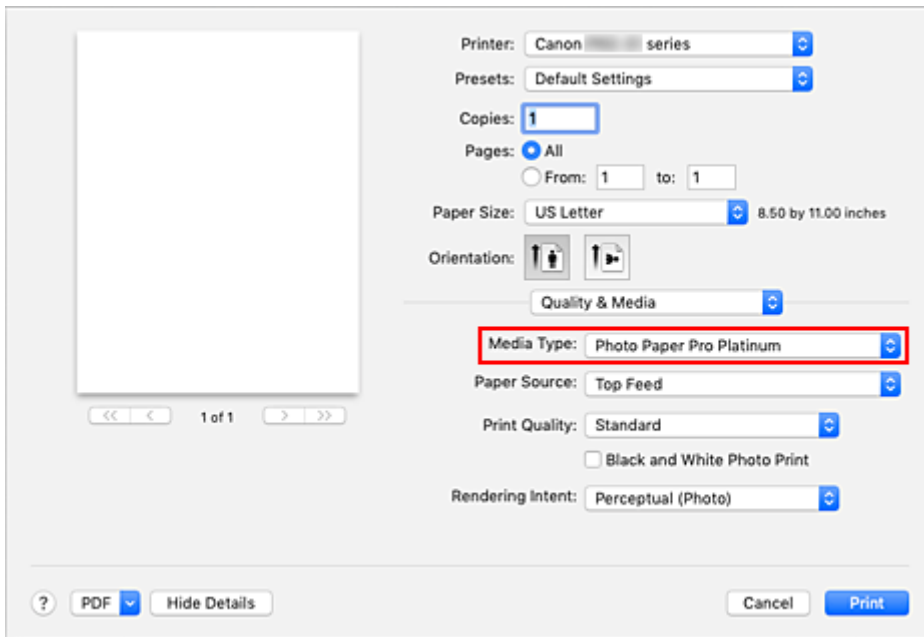 Printer: Canon series
Presets: Default Settings
Copies: 1
Pages: All
From: 1 to: 1
Paper Size: US Letter 8.50 by 11.00 inches
Orientation:
Quality & Media
Media Type: Photo Paper Pro Platinum
Paper Source: Top Feed
<< < 1 of 1 > >>
Print Quality: Standard
Black and White Photo Print
Rendering Intent: Perceptual (Photo)
? PDF Hide Details Cancel Print